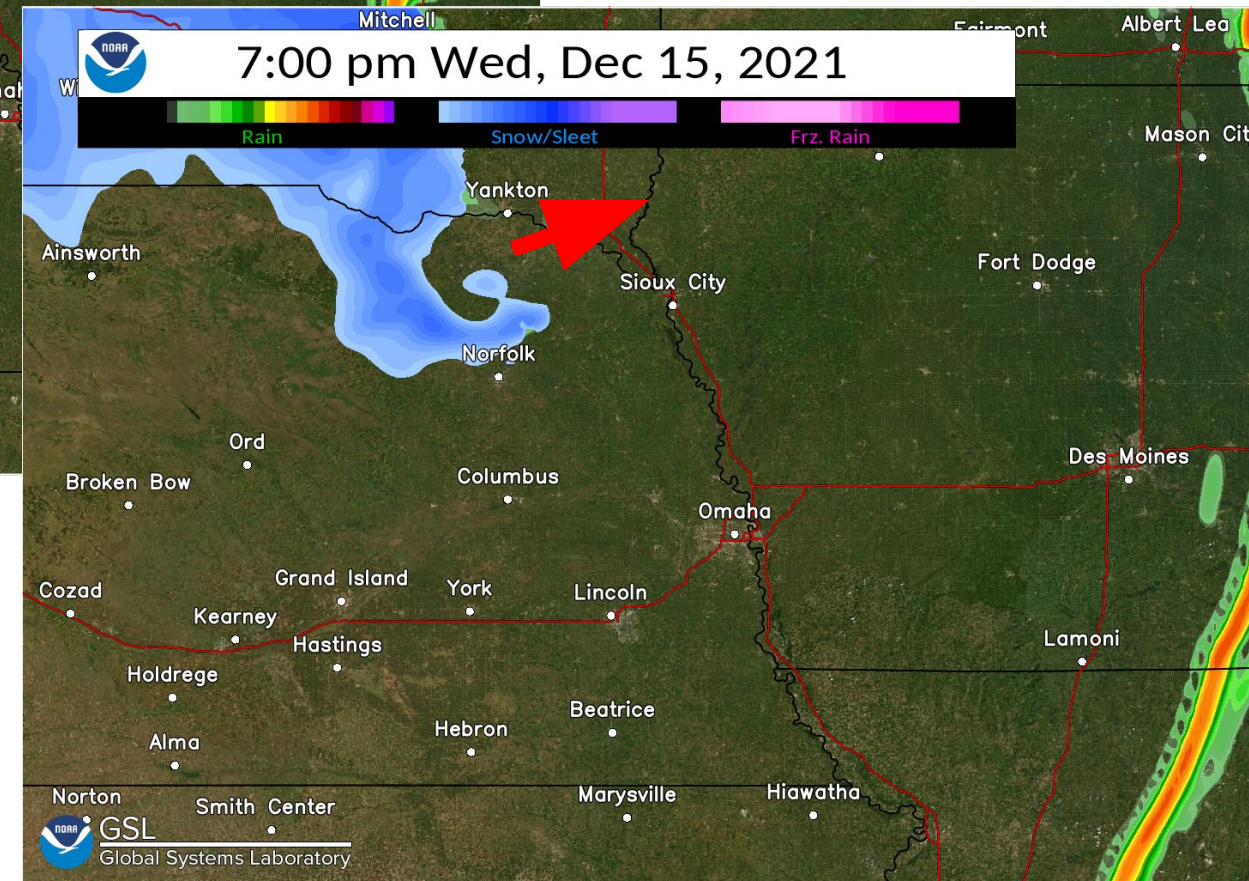 Mitchell
Fairmont
Albert Lea
NOAA
7:00 pm Wed, Dec 15, 2021
Rain
Snow/Sleet
Frz. Rain
Mason Cit
Yankton
Ainsworth
Sioux City
Fort Dodge
Norfolk
Ord
Broken Bow
Columbus
Des Moines
Omaha
Cozad
Grand Island
York
Lincoln
Kearney
Hastings
Lamoni
Holdrege
Beatrice
Alma
Hebron
Norton
Smith Center
Marysville
Hiawatha
NOAA
GSL
Global Systems Laboratory